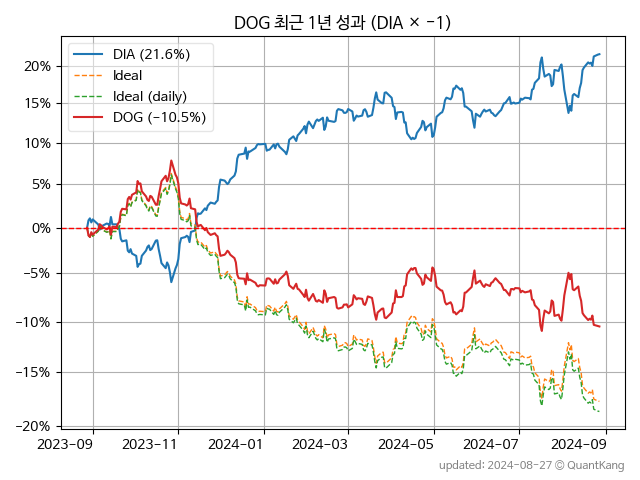 DOG 최근 1년 성과 (DIA × −1)
DIA (21.6%)
Ideal
Ideal (daily)
DOG (−10.5%)
20%
15%
10%
5%
0%
−5%
−10%
−15%
−20%
2023-09 2023-11 2024-01 2024-03 2024-05 2024-07 2024-09
updated: 2024-08-27 © QuantKang